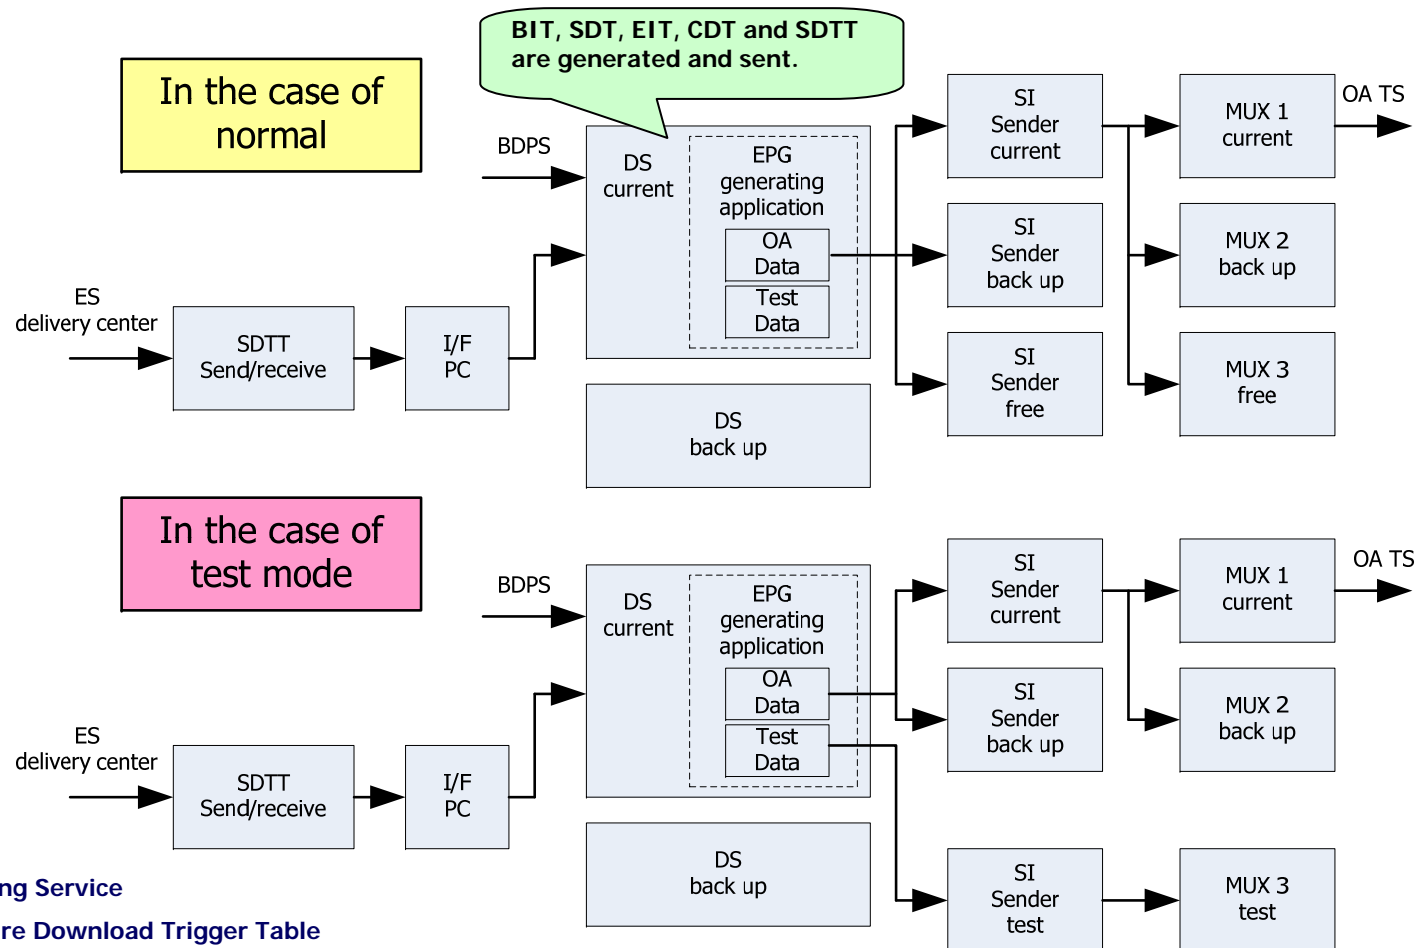 BIT, SDT, EIT, CDT and SDTT
are generated and sent.
In the case of
normal
BDPS
DS
current
EPG
generating
application
OA
Data
Test
Data
SI
Sender
current
SI
Sender
back up
SI
Sender
free
MUX 1
current
MUX 2
back up
MUX 3
free
OA TS
ES
delivery center
SDTT
Send/receive
I/F
PC
DS
back up
In the case of
test mode
BDPS
DS
current
EPG
generating
application
OA
Data
Test
Data
SI
Sender
current
SI
Sender
back up
SI
Sender
test
MUX 1
current
MUX 2
back up
MUX 3
test
OA TS
ES
delivery center
SDTT
Send/receive
I/F
PC
DS
back up
ng Service
re Download Trigger Table